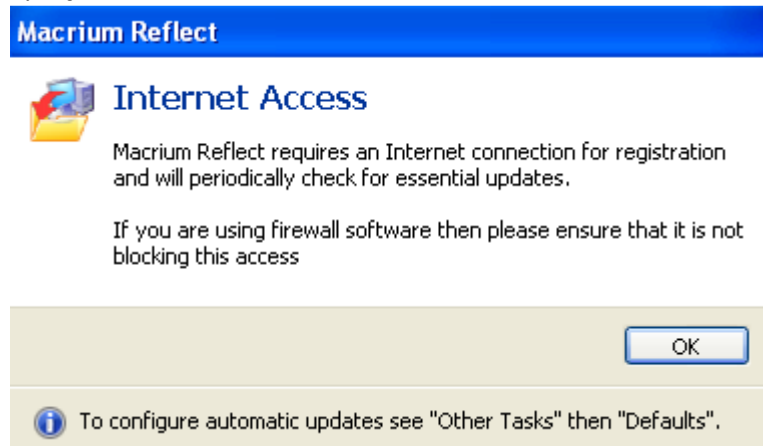 Macrium Reflect
Internet Access
Macrium Reflect requires an Internet connection for registration
and will periodically check for essential updates.
If you are using firewall software then please ensure that it is not
blocking this access
OK
To configure automatic updates see "Other Tasks" then "Defaults".